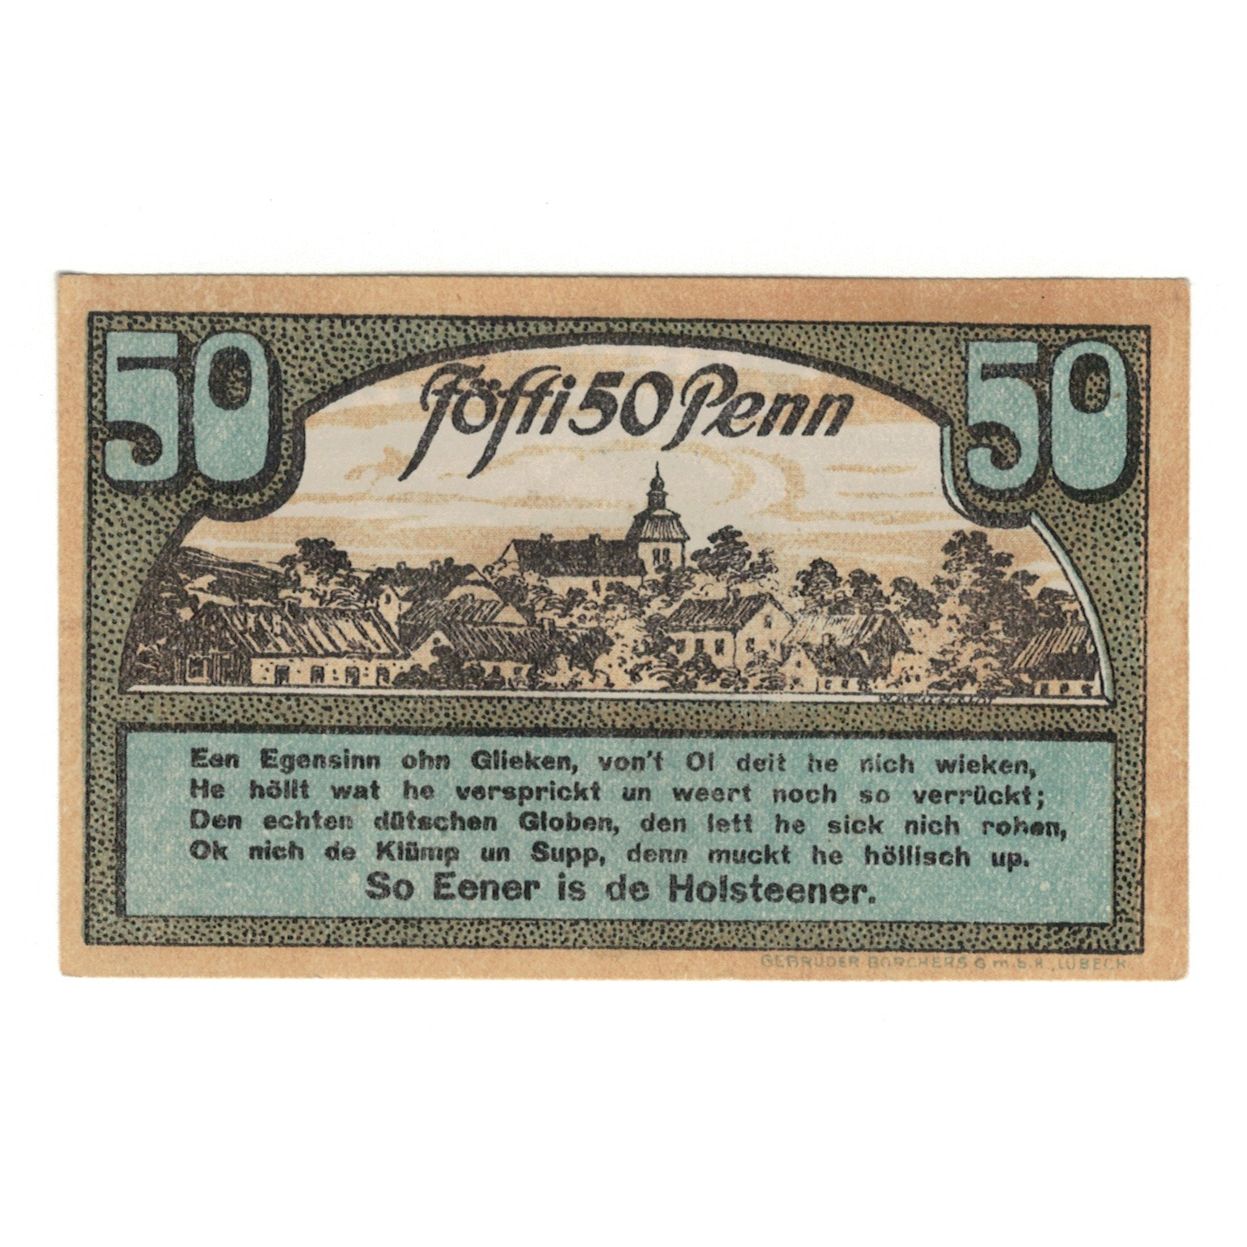 50 Föfti 50 Penn 50
Een Egensinn ohn Glieken, von't Ol deit he nich wieken,
He höllt wat he versprickt un weert noch so verrückt;
Den echten dütschen Globen, den lett he sick nich roben,
Ok nich de Klümp un Supp, denn muckt he höllisch up.
So Eener is de Holsteener.
GEBRÜDER BORCHERS G.m.b.H., LÜBECK